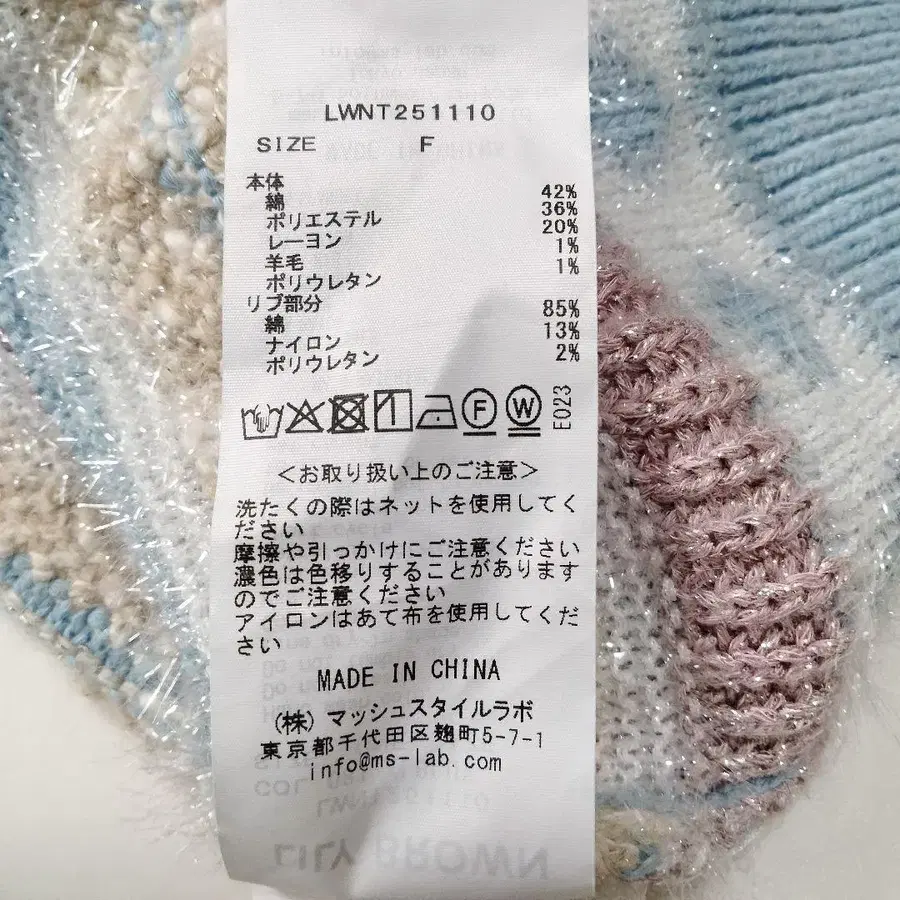 LWNT251110
SIZE F
本体
綿 42%
ポリエステル 36%
レーヨン 20%
羊毛 1%
ポリウレタン 1%
リブ部分
綿 85%
ナイロン 13%
ポリウレタン 2%
F W E023
<お取り扱い上のご注意>
洗たくの際はネットを使用してく
ださい
摩擦や引っかけにご注意ください
濃色は色移りすることがあります
のでご注意ください
アイロンはあて布を使用してくだ
さい
MADE IN CHINA
(株) マッシュスタイルラボ
東京都千代田区麹町5-7-1
info@ms-lab.com
LILY BROWN